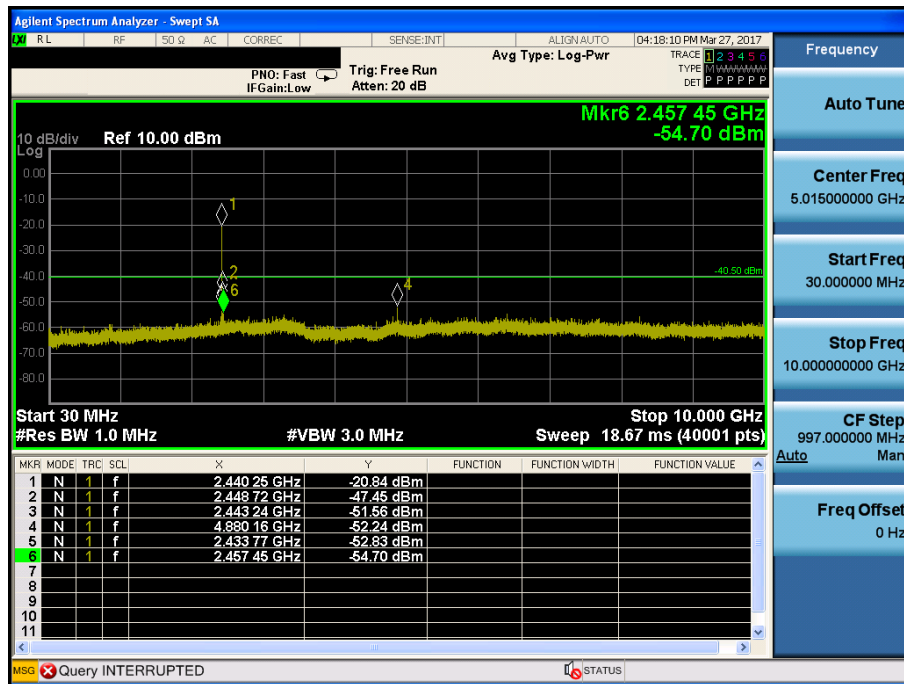 Agilent Spectrum Analyzer - Swept SA
LXI RL RF 50 Ω AC CORREC SENSE:INT ALIGN AUTO 04:18:10 PM Mar 27, 2017
Frequency
Avg Type: Log-Pwr
TRACE 1 2 3 4 5 6
PNO: Fast Trig: Free Run
TYPE M W W W W W
IFGain:Low Atten: 20 dB
DET P P P P P P
Auto Tune
Mkr6 2.457 45 GHz
-54.70 dBm
10 dB/div Ref 10.00 dBm
Log
0.00
-10.0
-20.0
-30.0
-40.0
-50.0
-60.0
-70.0
-80.0
1
2
6
4
-40.50 dBm
Center Freq
5.015000000 GHz
Start Freq
30.000000 MHz
Stop Freq
10.000000000 GHz
Start 30 MHz Stop 10.000 GHz
#Res BW 1.0 MHz #VBW 3.0 MHz Sweep 18.67 ms (40001 pts)
CF Step
997.000000 MHz
Auto Man
MKR MODE TRC SCL X Y FUNCTION FUNCTION WIDTH FUNCTION VALUE
1 N 1 f 2.440 25 GHz -20.84 dBm
2 N 1 f 2.448 72 GHz -47.45 dBm
3 N 1 f 2.443 24 GHz -51.56 dBm
4 N 1 f 4.880 16 GHz -52.24 dBm
5 N 1 f 2.433 77 GHz -52.83 dBm
6 N 1 f 2.457 45 GHz -54.70 dBm
7
8
9
10
11
Freq Offset
0 Hz
MSG Query INTERRUPTED STATUS